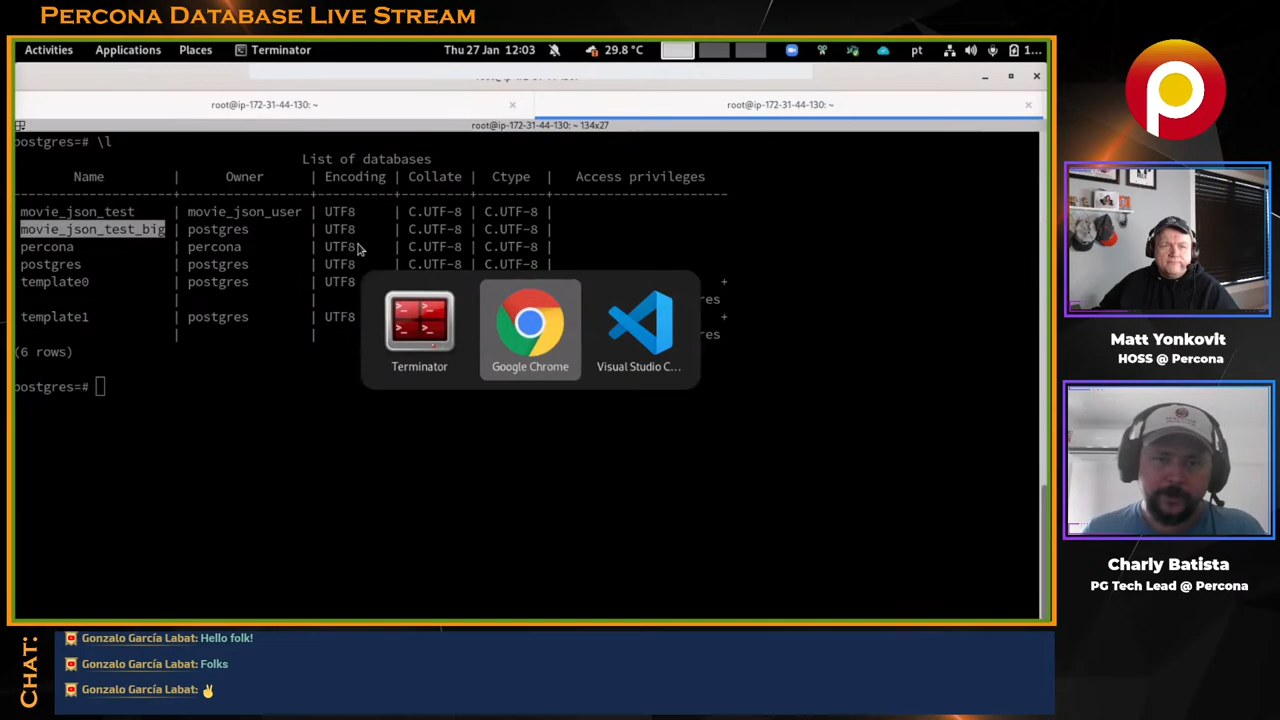 PERCONA DATABASE LIVE STREAM
Activities Applications Places Terminator Thu 27 Jan 12:03 29.8 °C pt 1...
root@ip-172-31-44-130: ~ root@ip-172-31-44-130: ~
root@ip-172-31-44-130: ~ 134x27
postgres=# \l
List of databases
Name | Owner | Encoding | Collate | Ctype | Access privileges
movie_json_test | movie_json_user | UTF8 | C.UTF-8 | C.UTF-8 |
movie_json_test_big | postgres | UTF8 | C.UTF-8 | C.UTF-8 |
percona | percona | UTF8 | C.UTF-8 | C.UTF-8 |
postgres | postgres | UTF8 | C.UTF-8 | C.UTF-8 |
template0 | postgres | UTF8 +
| | res
template1 | postgres | UTF8 +
| | res
(6 rows)
postgres=#
Terminator Google Chrome Visual Studio C...
Matt Yonkovit
HOSS @ Percona
Charly Batista
PG Tech Lead @ Percona
CHAT:
Gonzalo García Labat: Hello folk!
Gonzalo García Labat: Folks
Gonzalo García Labat: ✌